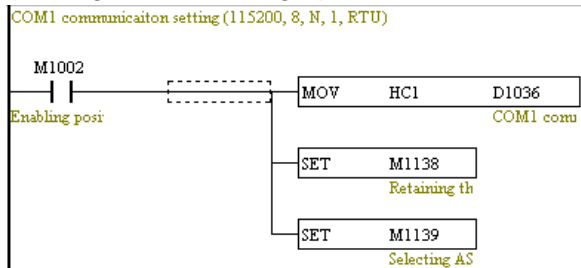 COM1 communicaiton setting (115200, 8, N, 1, RTU)
M1002
MOV HC1 D1036
Enabling posi
COM1 comu
SET M1138
Retaining th
SET M1139
Selecting AS